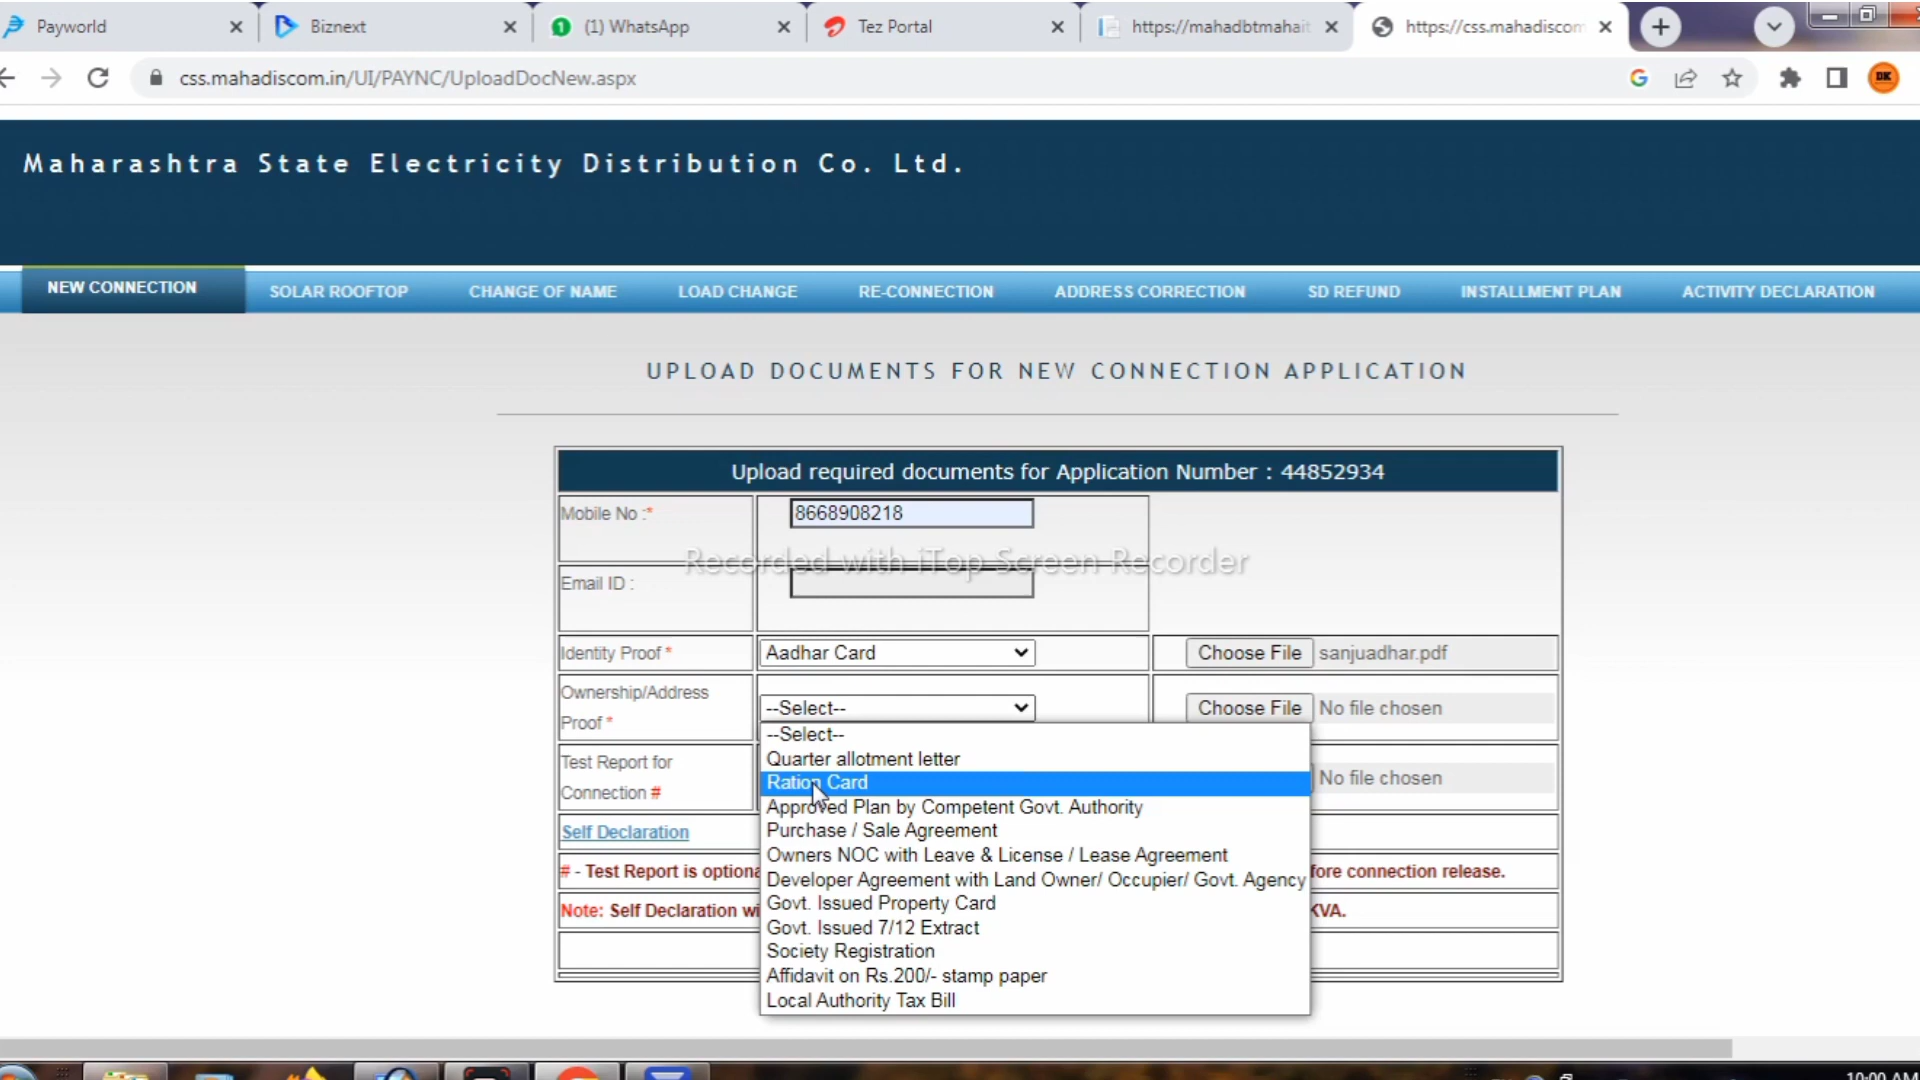 Payworld
Biznext
(1) WhatsApp
Tez Portal
https://mahadbtmahait
https://css.mahadiscom
css.mahadiscom.in/UI/PAYNC/UploadDocNew.aspx
DK
Maharashtra State Electricity Distribution Co. Ltd.
NEW CONNECTION
SOLAR ROOFTOP
CHANGE OF NAME
LOAD CHANGE
RE-CONNECTION
ADDRESS CORRECTION
SD REFUND
INSTALLMENT PLAN
ACTIVITY DECLARATION
UPLOAD DOCUMENTS FOR NEW CONNECTION APPLICATION
Upload required documents for Application Number : 44852934
Mobile No :*
8668908218
Recorded with iTop Screen Recorder
Email ID :
Identity Proof *
Aadhar Card
Choose File
sanjuadhar.pdf
Ownership/Address
Proof *
--Select--
Choose File
No file chosen
--Select--
Quarter allotment letter
Ration Card
Approved Plan by Competent Govt. Authority
Purchase / Sale Agreement
Owners NOC with Leave & License / Lease Agreement
Developer Agreement with Land Owner/ Occupier/ Govt. Agency
Govt. Issued Property Card
Govt. Issued 7/12 Extract
Society Registration
Affidavit on Rs.200/- stamp paper
Local Authority Tax Bill
Test Report for
Connection #
No file chosen
Self Declaration
# - Test Report is optiona
fore connection release.
Note: Self Declaration wi
KVA.
10:00 AM